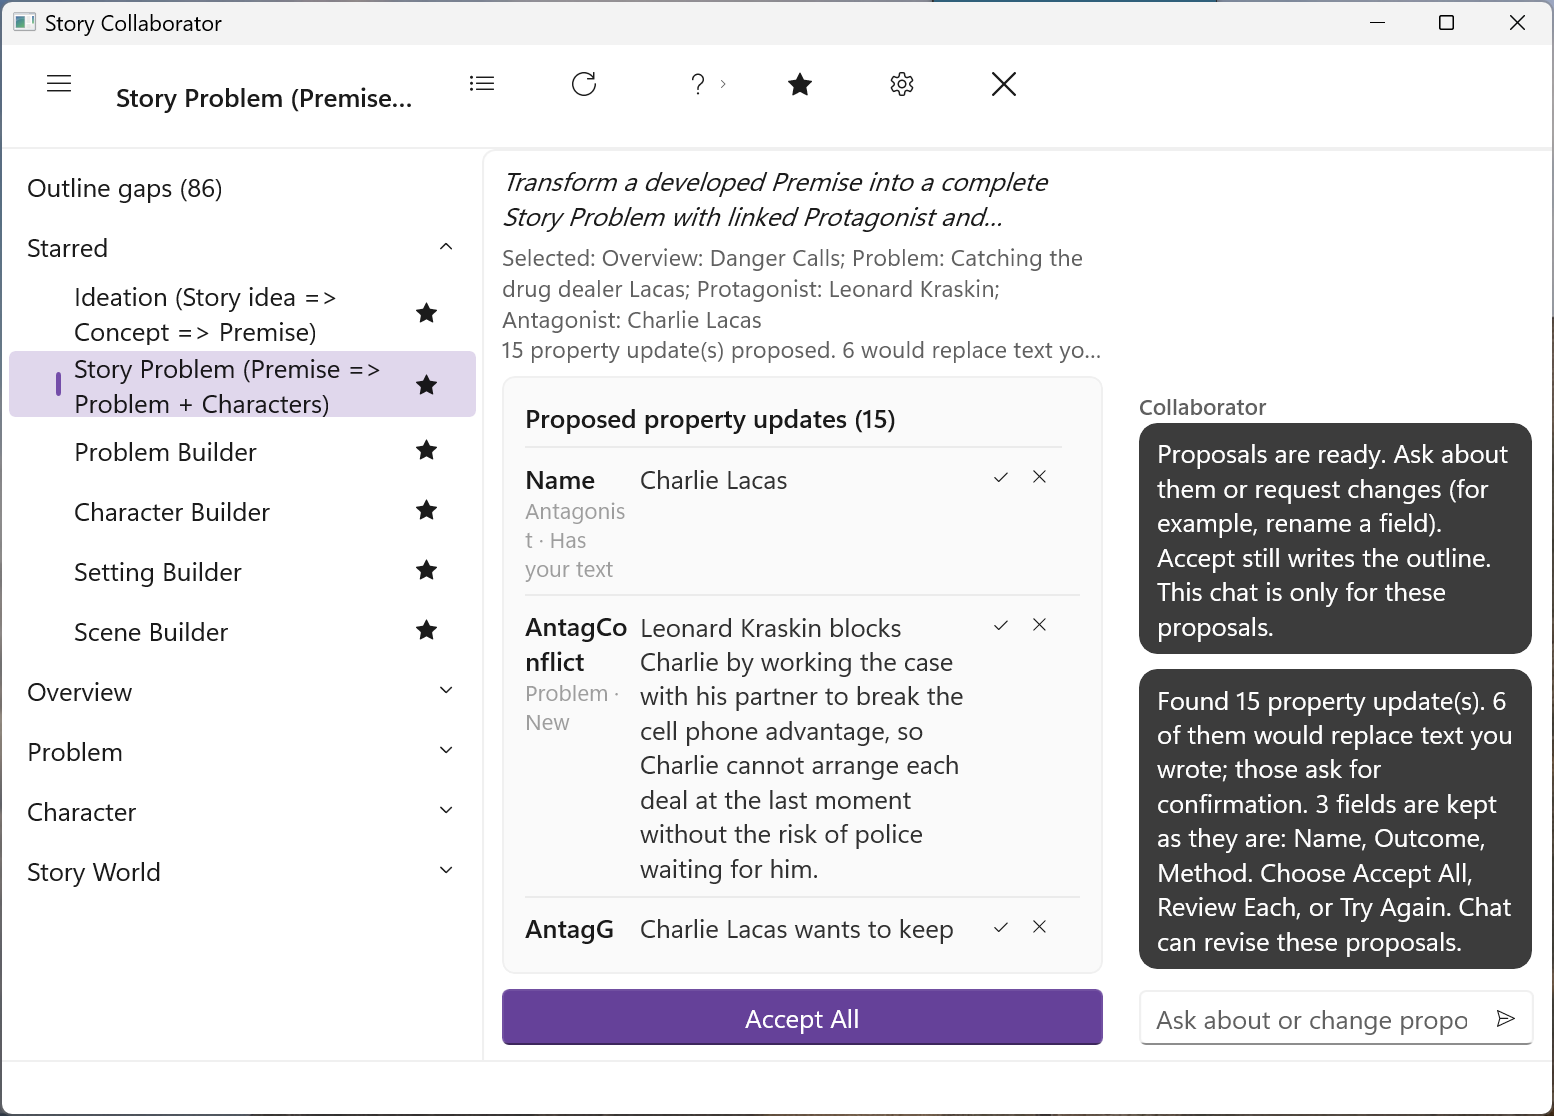 Story Collaborator
Story Problem (Premise...
?
Outline gaps (86)
Starred
Ideation (Story idea =>
Concept => Premise)
Story Problem (Premise =>
Problem + Characters)
Problem Builder
Character Builder
Setting Builder
Scene Builder
Overview
Problem
Character
Story World
Transform a developed Premise into a complete
Story Problem with linked Protagonist and...
Selected: Overview: Danger Calls; Problem: Catching the
drug dealer Lacas; Protagonist: Leonard Kraskin;
Antagonist: Charlie Lacas
15 property update(s) proposed. 6 would replace text yo...
Proposed property updates (15)
Name
Antagonis
t · Has
your text
Charlie Lacas
AntagCo
nflict
Problem ·
New
Leonard Kraskin blocks
Charlie by working the case
with his partner to break the
cell phone advantage, so
Charlie cannot arrange each
deal at the last moment
without the risk of police
waiting for him.
AntagG
Charlie Lacas wants to keep
Accept All
Collaborator
Proposals are ready. Ask about
them or request changes (for
example, rename a field).
Accept still writes the outline.
This chat is only for these
proposals.
Found 15 property update(s). 6
of them would replace text you
wrote; those ask for
confirmation. 3 fields are kept
as they are: Name, Outcome,
Method. Choose Accept All,
Review Each, or Try Again. Chat
can revise these proposals.
Ask about or change propo